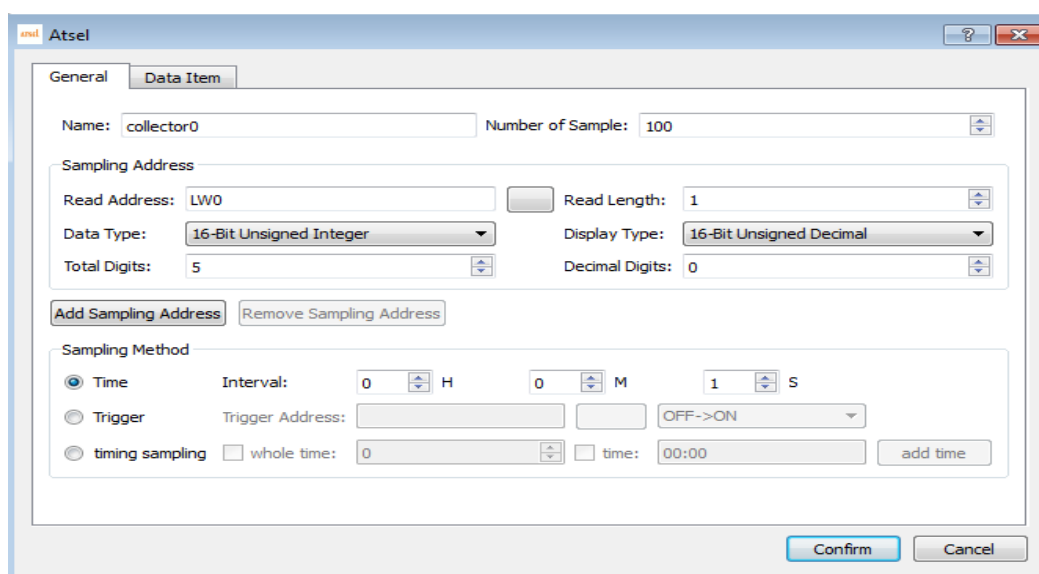 atsel Atsel ?
General Data Item
Name: collector0 Number of Sample: 100
Sampling Address
Read Address: LW0 Read Length: 1
Data Type: 16-Bit Unsigned Integer Display Type: 16-Bit Unsigned Decimal
Total Digits: 5 Decimal Digits: 0
Add Sampling Address Remove Sampling Address
Sampling Method
Time Interval: 0 H 0 M 1 S
Trigger Trigger Address: OFF->ON
timing sampling whole time: 0 time: 00:00 add time
Confirm Cancel